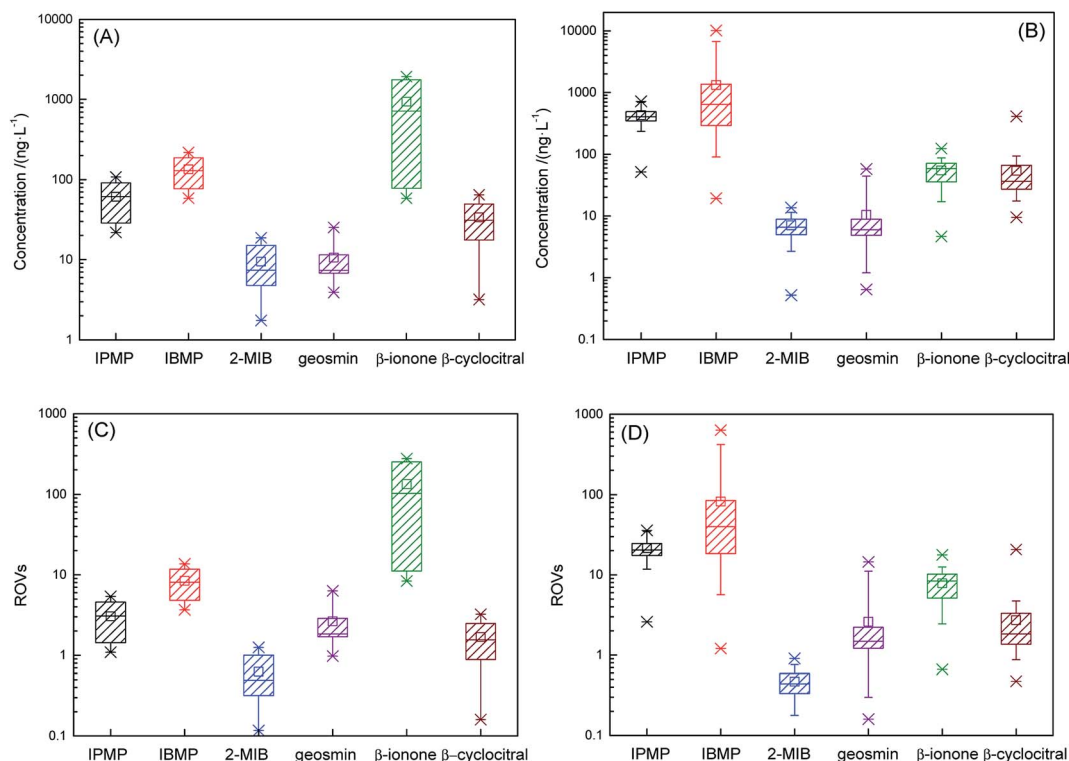 (A)
10000
1000
100
10
1
Concentration /(ng·L⁻¹)
IPMP IBMP 2-MIB geosmin β-ionone β-cyclocitral
(B)
10000
1000
100
10
1
0.1
Concentration /(ng·L⁻¹)
IPMP IBMP 2-MIB geosmin β-ionone β-cyclocitral
(C)
1000
100
10
1
0.1
ROVs
IPMP IBMP 2-MIB geosmin β-ionone β–cyclocitral
(D)
1000
100
10
1
0.1
ROVs
IPMP IBMP 2-MIB geosmin β-ionone β-cyclocitral